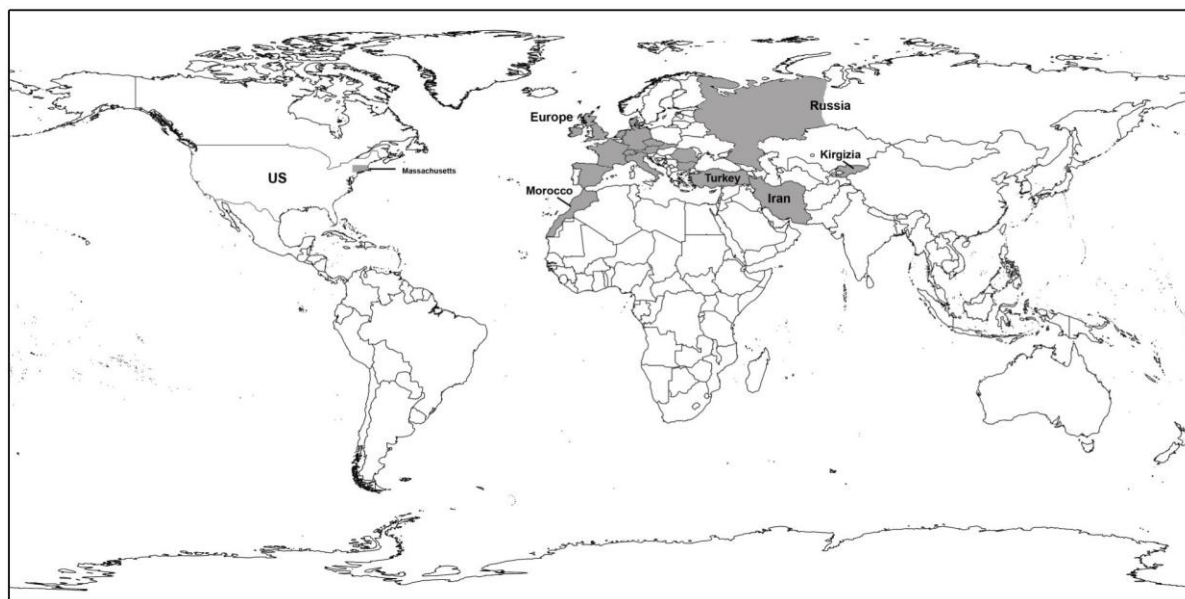 Russia
Europe
Kirgizia
Massachusetts
US
Turkey
Morocco
Iran